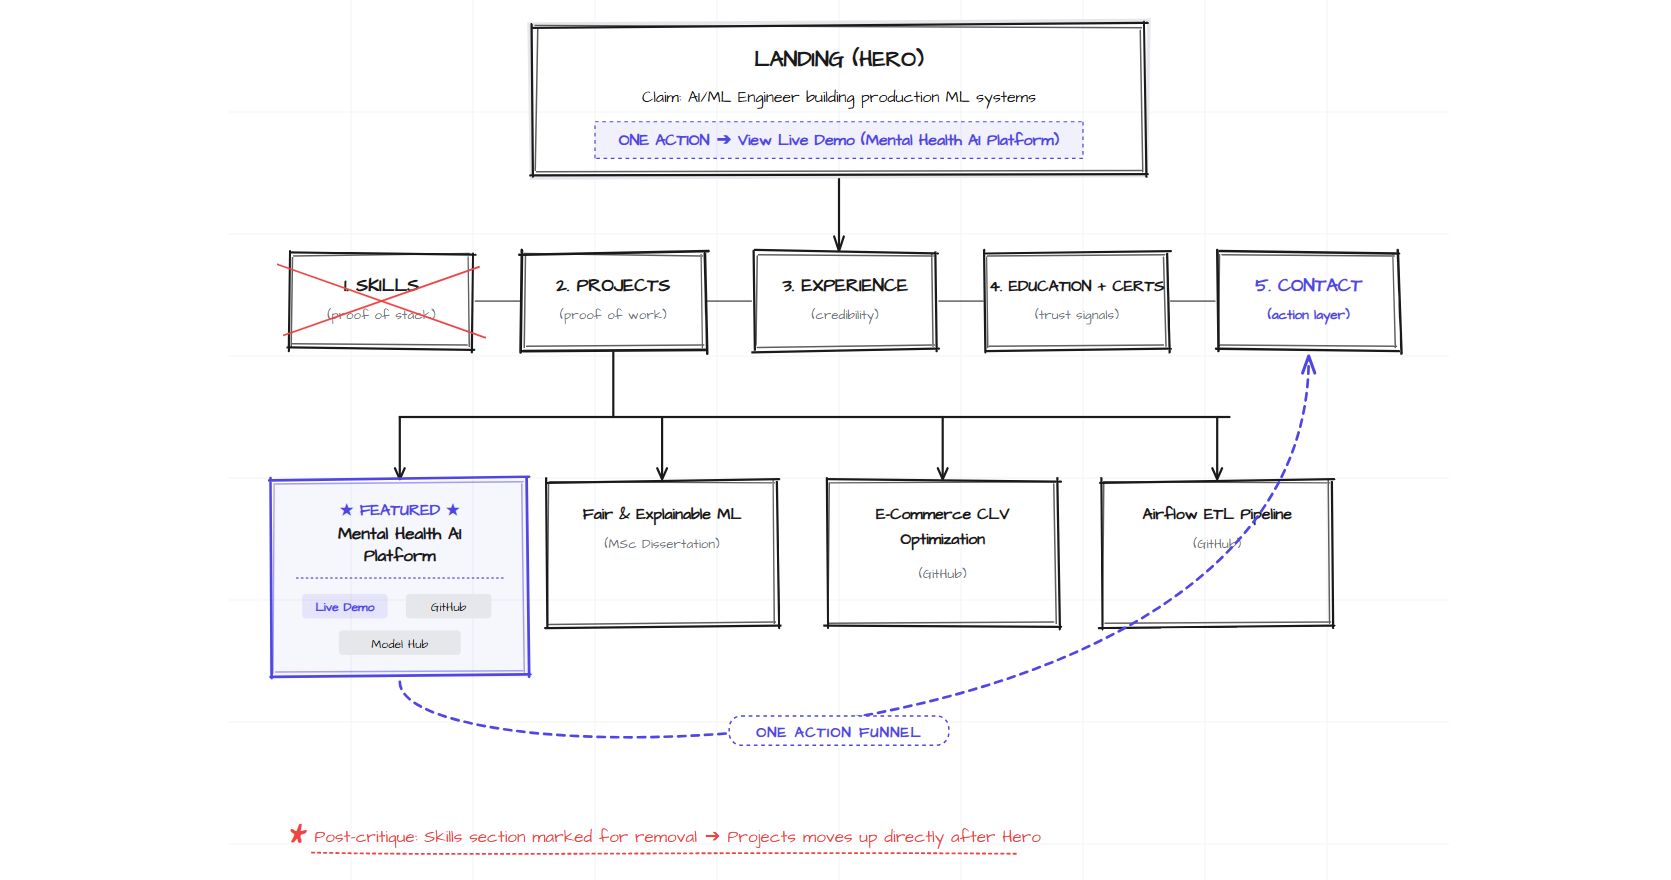 LANDING (HERO)
Claim: AI/ML Engineer building production ML systems
ONE ACTION ➔ View Live Demo (Mental Health AI Platform)
1. SKILLS
(proof of stack)
2. PROJECTS
(proof of work)
3. EXPERIENCE
(credibility)
4. EDUCATION + CERTS
(trust signals)
5. CONTACT
(action layer)
★ FEATURED ★
Mental Health AI
Platform
Live Demo
GitHub
Model Hub
Fair & Explainable ML
(MSc Dissertation)
E-Commerce CLV
Optimization
(GitHub)
Airflow ETL Pipeline
(GitHub)
ONE ACTION FUNNEL
* Post-critique: Skills section marked for removal ➔ Projects moves up directly after Hero